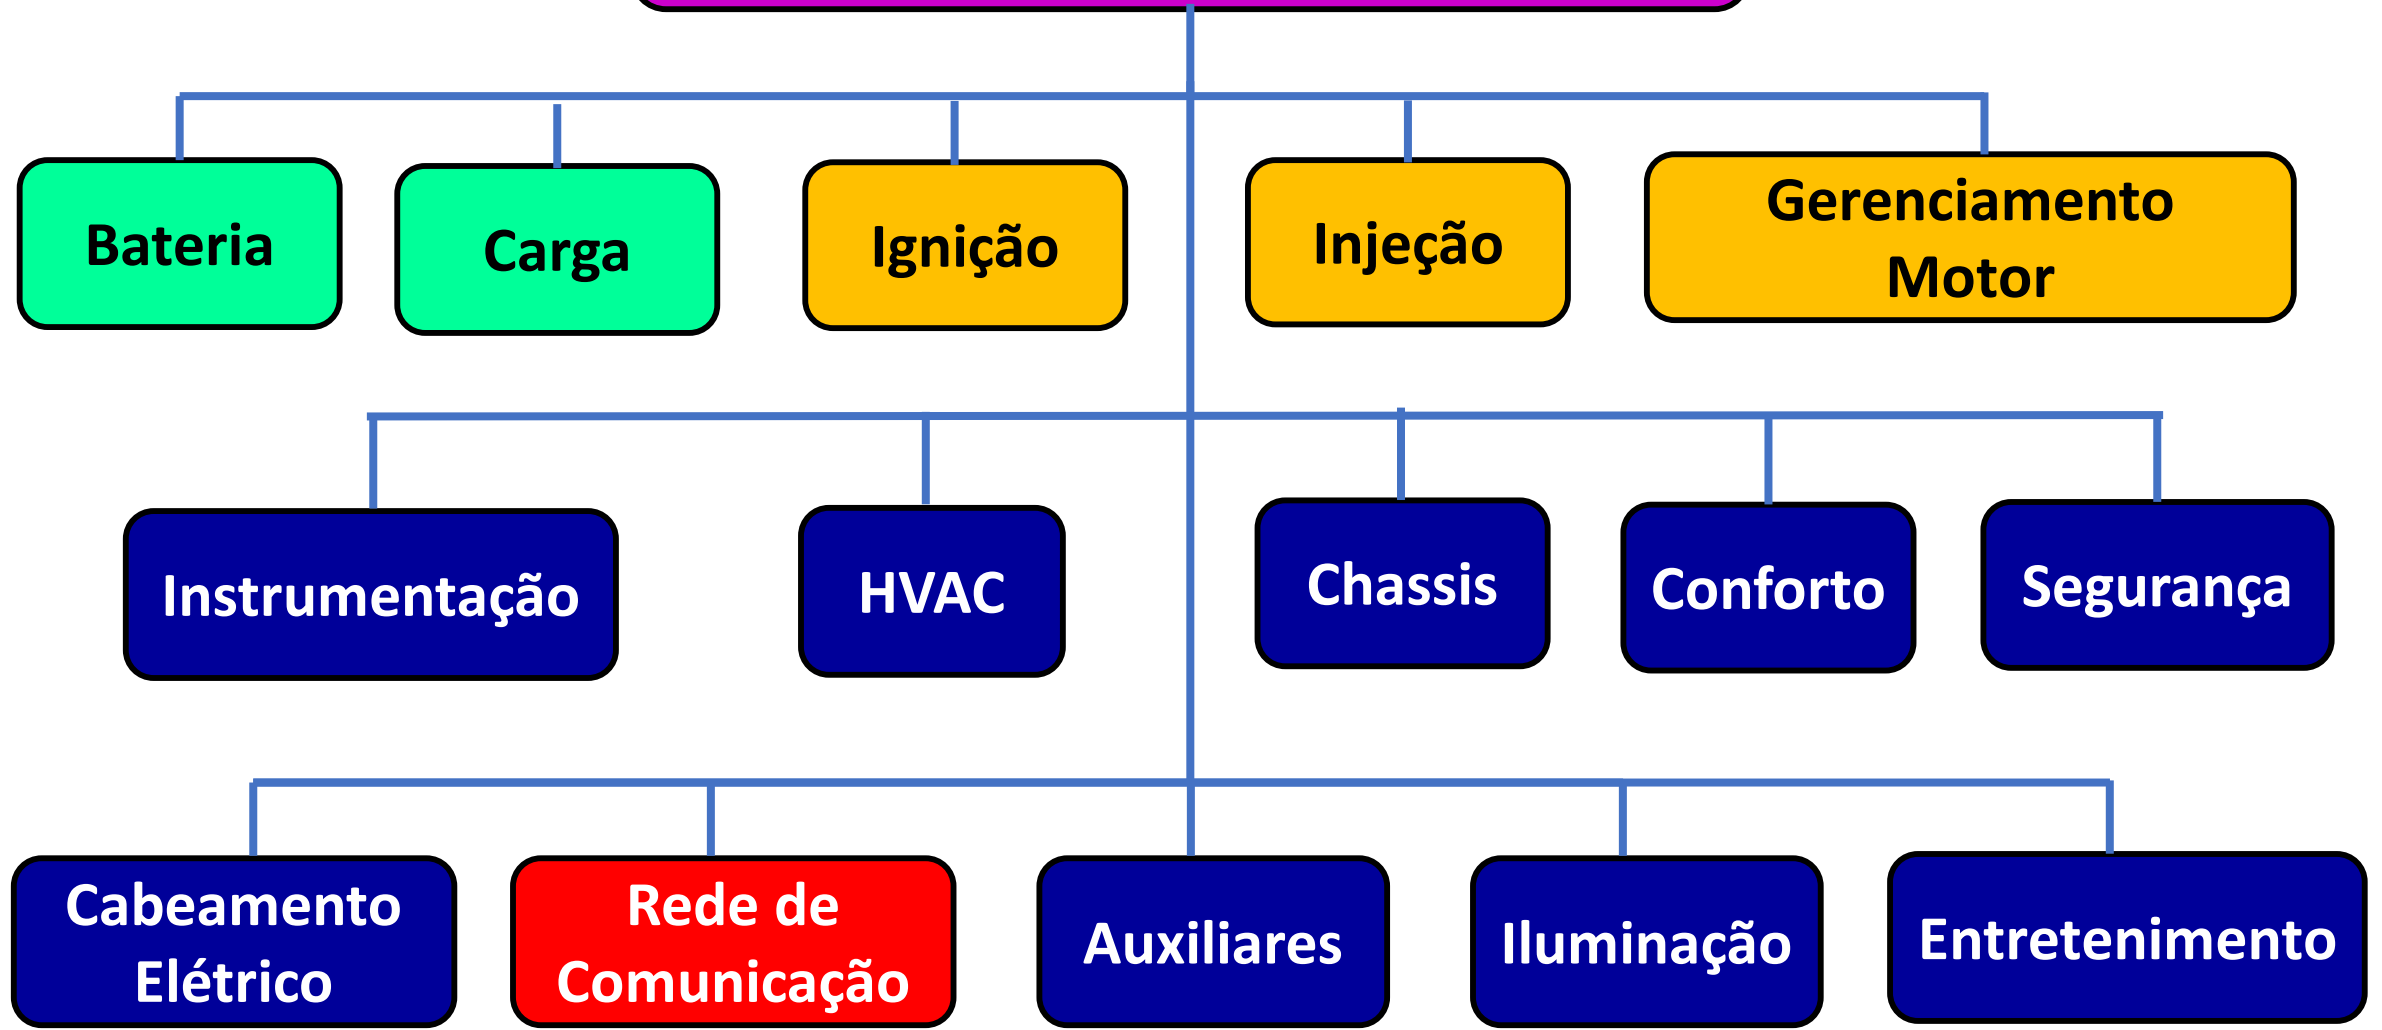 Bateria
Carga
Ignição
Injeção
Gerenciamento
Motor
Instrumentação
HVAC
Chassis
Conforto
Segurança
Cabeamento
Elétrico
Rede de
Comunicação
Auxiliares
Iluminação
Entretenimento